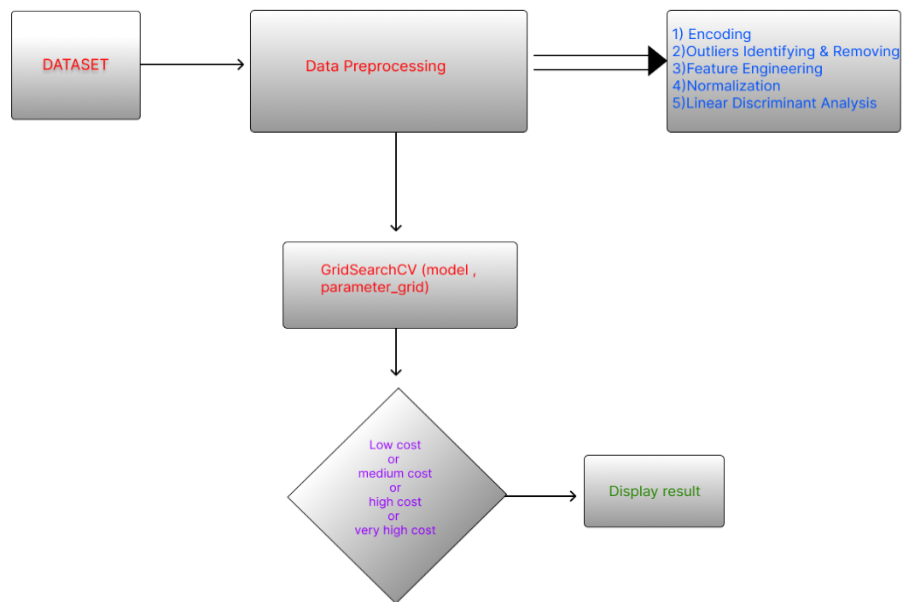 DATASET
Data Preprocessing
1) Encoding
2)Outliers Identifying & Removing
3)Feature Engineering
4)Normalization
5)Linear Discriminant Analysis
GridSearchCV (model ,
parameter_grid)
Low cost
or
medium cost
or
high cost
or
very high cost
Display result